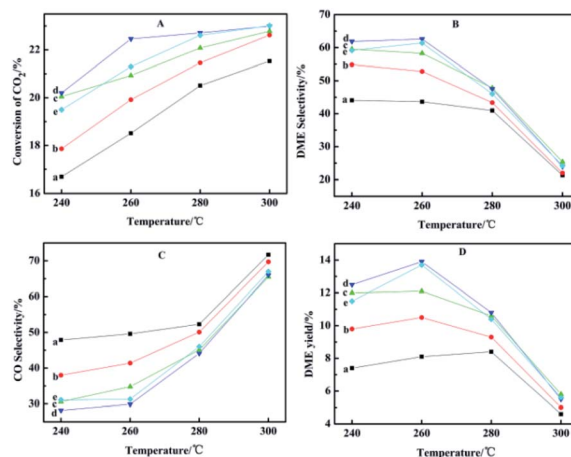 A
Conversion of CO2/%
22
20
18
16
d
c
e
b
a
240 260 280 300
Temperature/℃
B
DME Selectivity/%
70
60
50
40
30
20
d
c
e
b
a
240 260 280 300
Temperature/℃
C
CO Selectivity/%
70
60
50
40
30
20
a
b
e
c
d
240 260 280 300
Temperature/℃
D
DME yield/%
14
12
10
8
6
4
d
c
e
b
a
240 260 280 300
Temperature/℃